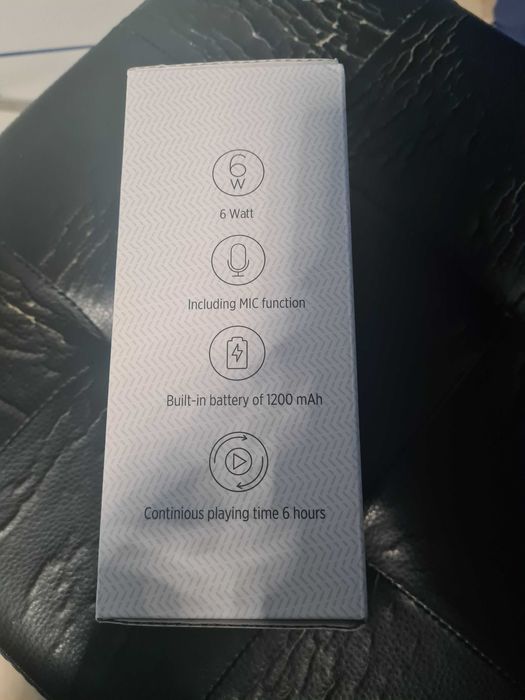 6
W
6 Watt
Including MIC function
Built-in battery of 1200 mAh
Continious playing time 6 hours